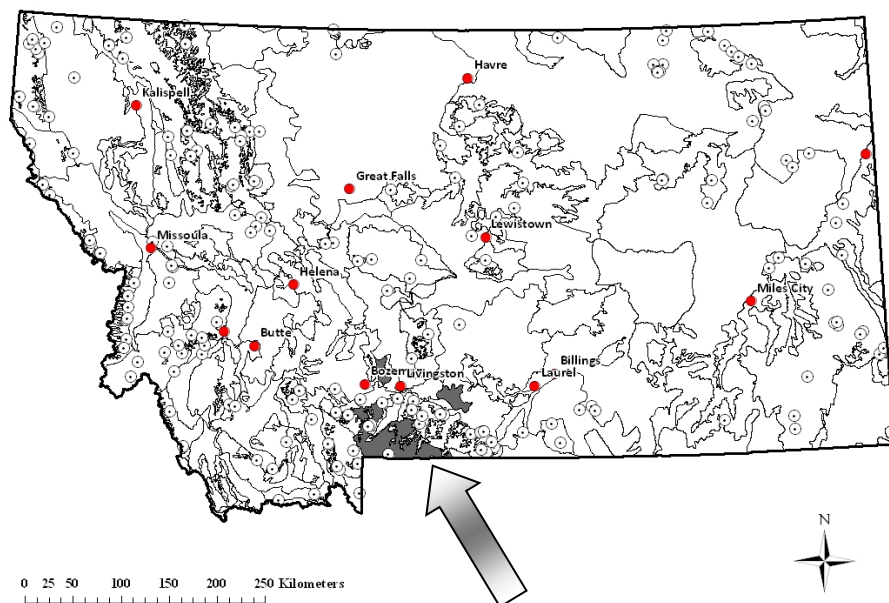 Havre
Kalispell
Great Falls
Lewistown
Missoula
Helena
Miles City
Butte
Billings
Bozem
Livingston
Laurel
N
0 25 50 100 150 200 250 Kilometers